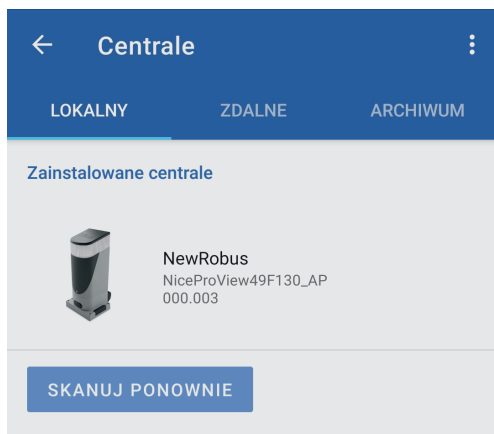 Centrale
LOKALNY ZDALNE ARCHIWUM
Zainstalowane centrale
NewRobus
NiceProView49F130_AP
000.003
SKANUJ PONOWNIE